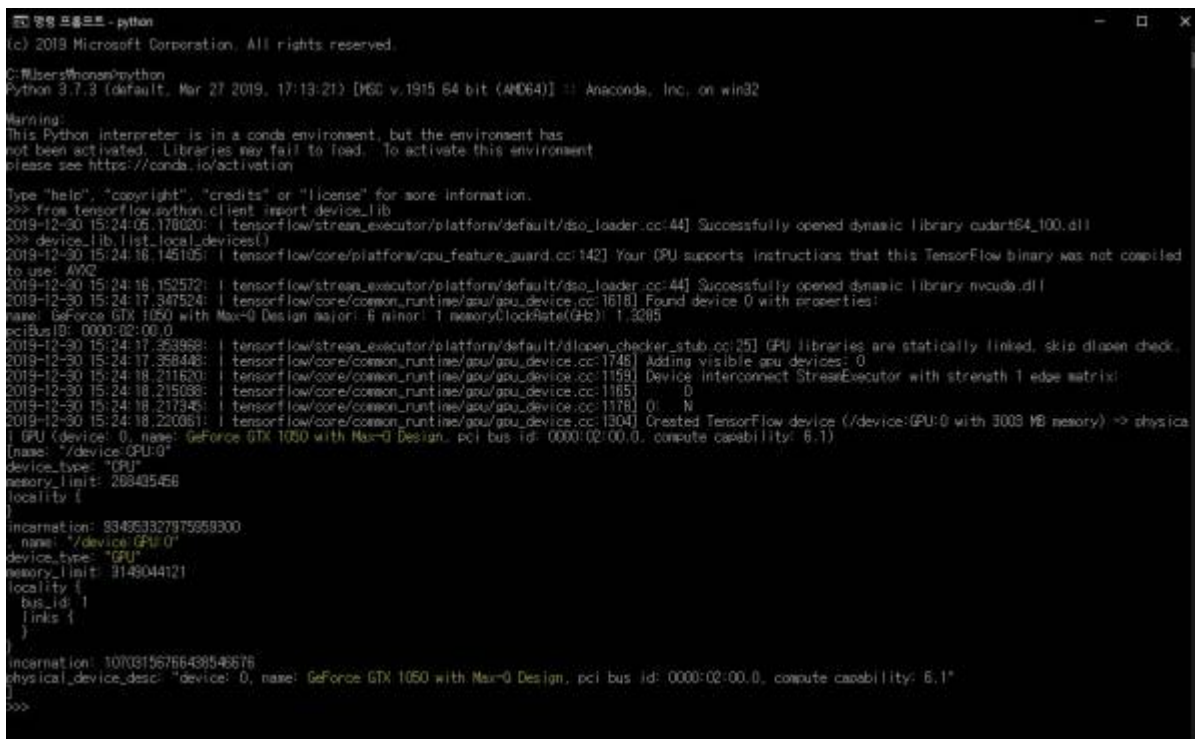 명령 프롬프트 - python
(c) 2019 Microsoft Corporation. All rights reserved.
C:₩Users₩nonam>python
Python 3.7.3 (default, Mar 27 2019, 17:13:21) [MSC v.1915 64 bit (AMD64)] :: Anaconda, Inc. on win32
Warning:
This Python interpreter is in a conda environment, but the environment has
not been activated.  Libraries may fail to load.  To activate this environment
please see https://conda.io/activation
Type "help", "copyright", "credits" or "license" for more information.
>>> from tensorflow.python.client import device_lib
2019-12-30 15:24:05.178020: I tensorflow/stream_executor/platform/default/dso_loader.cc:44] Successfully opened dynamic library cudart64_100.dll
>>> device_lib.list_local_devices()
2019-12-30 15:24:16.145105: I tensorflow/core/platform/cpu_feature_guard.cc:142] Your CPU supports instructions that this TensorFlow binary was not compiled
to use: AVX2
2019-12-30 15:24:16.152572: I tensorflow/stream_executor/platform/default/dso_loader.cc:44] Successfully opened dynamic library nvcuda.dll
2019-12-30 15:24:17.347524: I tensorflow/core/common_runtime/gpu/gpu_device.cc:1618] Found device 0 with properties:
name: GeForce GTX 1050 with Max-Q Design major: 6 minor: 1 memoryClockRate(GHz): 1.3285
pciBusID: 0000:02:00.0
2019-12-30 15:24:17.353968: I tensorflow/stream_executor/platform/default/dlopen_checker_stub.cc:25] GPU libraries are statically linked, skip dlopen check.
2019-12-30 15:24:17.358448: I tensorflow/core/common_runtime/gpu/gpu_device.cc:1746] Adding visible gpu devices: 0
2019-12-30 15:24:18.211620: I tensorflow/core/common_runtime/gpu/gpu_device.cc:1159] Device interconnect StreamExecutor with strength 1 edge matrix:
2019-12-30 15:24:18.215038: I tensorflow/core/common_runtime/gpu/gpu_device.cc:1165]      0
2019-12-30 15:24:18.217345: I tensorflow/core/common_runtime/gpu/gpu_device.cc:1178] 0:   N
2019-12-30 15:24:18.220361: I tensorflow/core/common_runtime/gpu/gpu_device.cc:1304] Created TensorFlow device (/device:GPU:0 with 3003 MB memory) -> physica
l GPU (device: 0, name: GeForce GTX 1050 with Max-Q Design, pci bus id: 0000:02:00.0, compute capability: 6.1)
[name: "/device:CPU:0"
device_type: "CPU"
memory_limit: 268435456
locality {
}
incarnation: 934953327975959300
, name: "/device:GPU:0"
device_type: "GPU"
memory_limit: 3149044121
locality {
  bus_id: 1
  links {
  }
}
incarnation: 10703156766438546676
physical_device_desc: "device: 0, name: GeForce GTX 1050 with Max-Q Design, pci bus id: 0000:02:00.0, compute capability: 6.1"
]
>>>